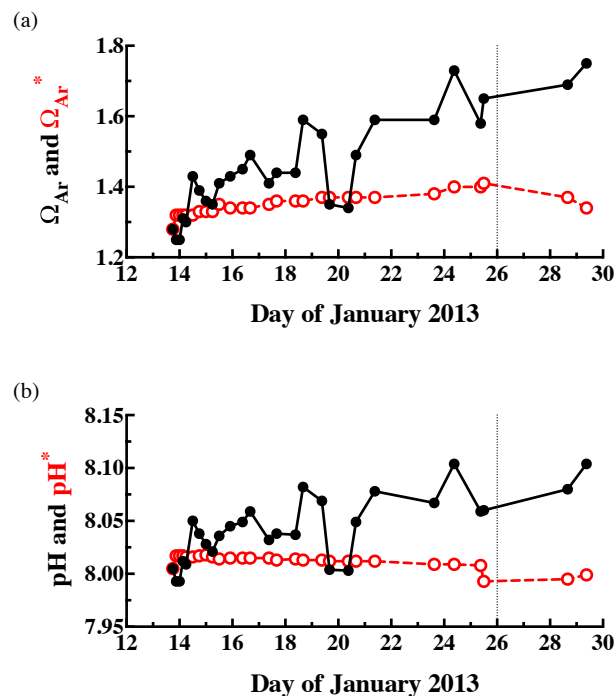 (a)
Ω_Ar and Ω_Ar*
1.8
1.6
1.4
1.2
12 14 16 18 20 22 24 26 28 30
Day of January 2013
(b)
pH and pH*
8.15
8.10
8.05
8.00
7.95
12 14 16 18 20 22 24 26 28 30
Day of January 2013